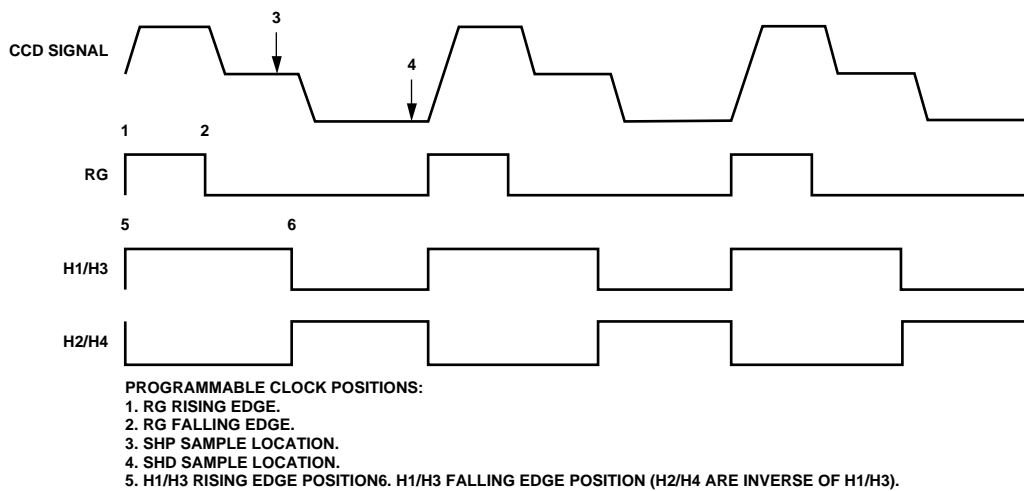 3
CCD SIGNAL
4
1 2
RG
5 6
H1/H3
H2/H4
PROGRAMMABLE CLOCK POSITIONS:
1. RG RISING EDGE.
2. RG FALLING EDGE.
3. SHP SAMPLE LOCATION.
4. SHD SAMPLE LOCATION.
5. H1/H3 RISING EDGE POSITION6. H1/H3 FALLING EDGE POSITION (H2/H4 ARE INVERSE OF H1/H3).